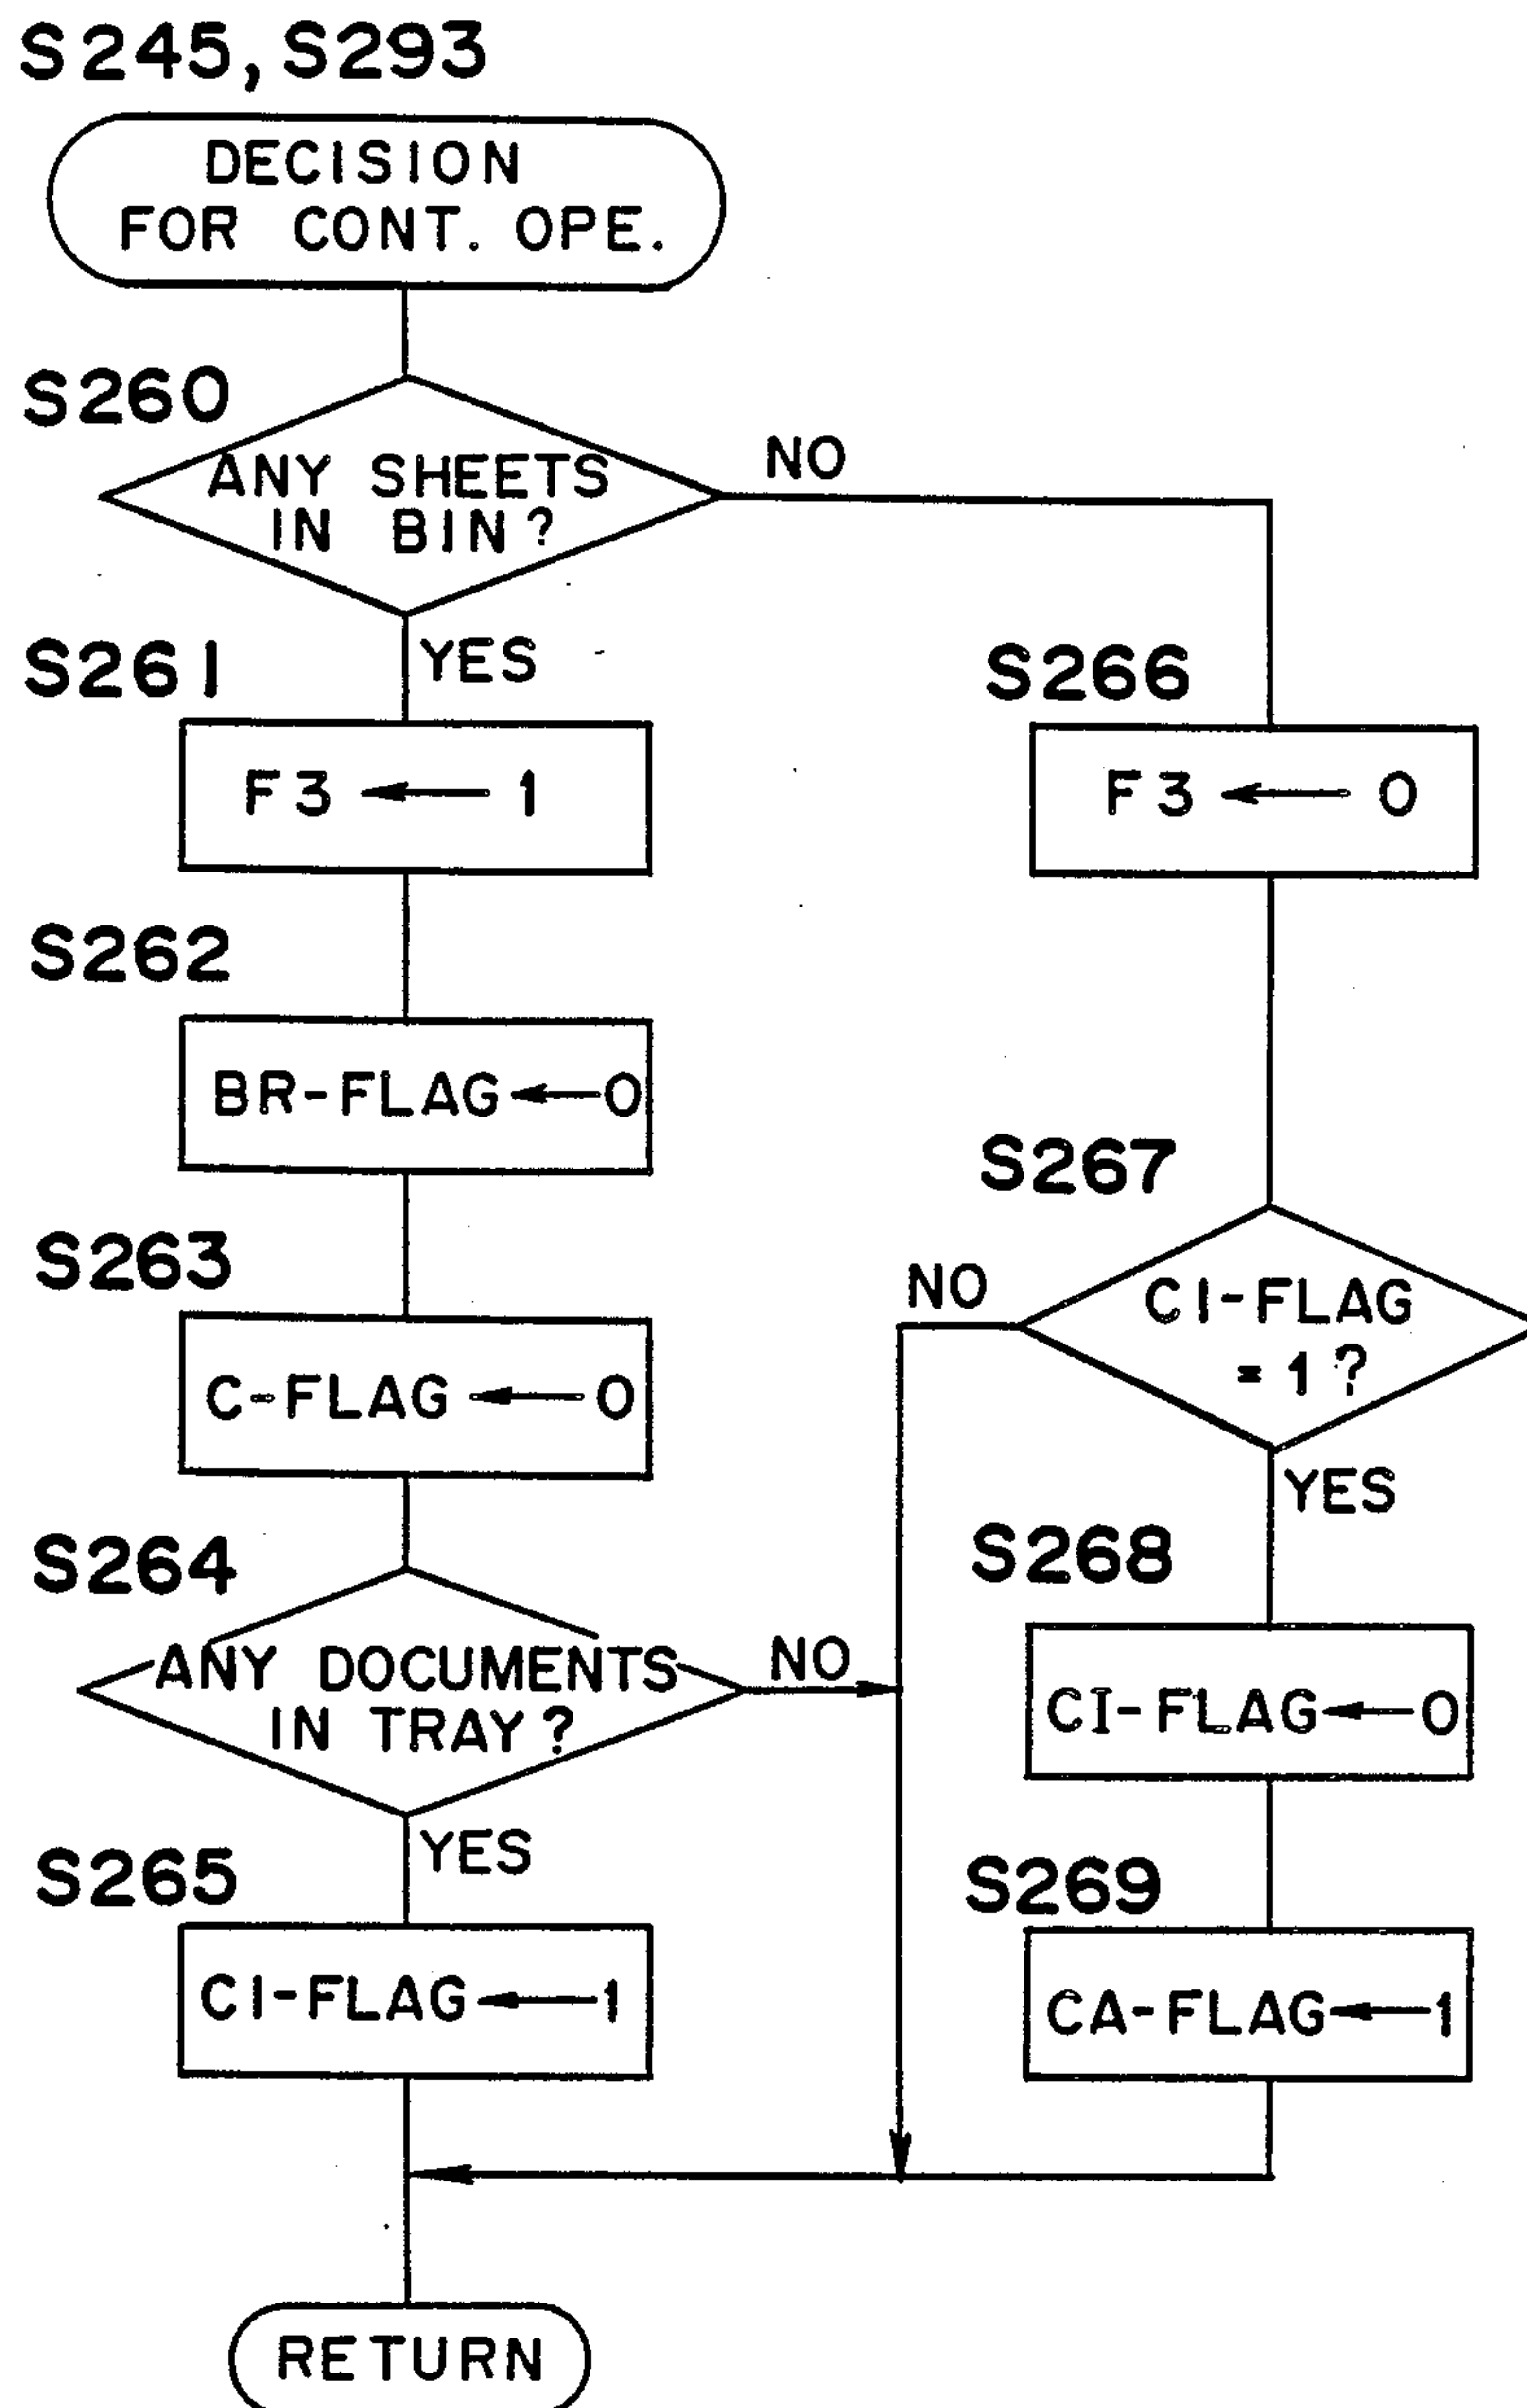 S245, S293
DECISION
FOR CONT. OPE.
S260
ANY SHEETS
IN BIN?
NO
YES
S261
F3 ← 1
S266
F3 ← 0
S262
BR-FLAG ← 0
S263
C-FLAG ← 0
S267
CI-FLAG
= 1 ?
NO
YES
S264
ANY DOCUMENTS
IN TRAY?
NO
YES
S268
CI-FLAG ← 0
S265
CI-FLAG ← 1
S269
CA-FLAG ← 1
RETURN